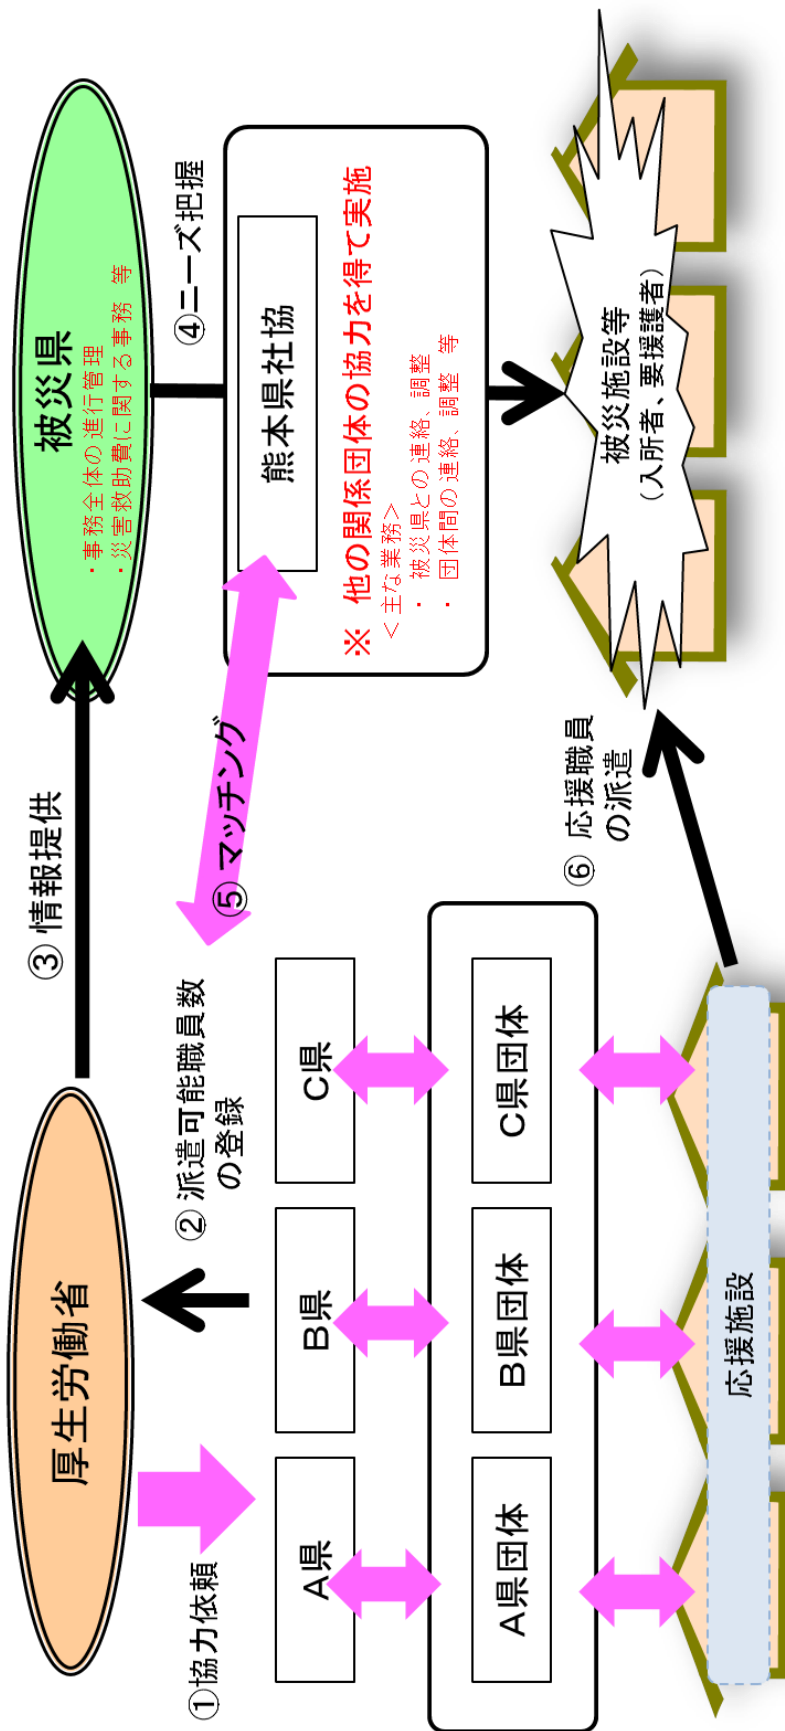 厚生労働省
③ 情報提供
被災県
・事務全体の進行管理
・災害救助費に関する事務 等
①協力依頼
② 派遣可能職員数
の登録
⑤ マッチング
④ニーズ把握
A県
B県
C県
熊本県社協
※ 他の関係団体の協力を得て実施
<主な業務>
・ 被災県との連絡、調整
・ 団体間の連絡、調整 等
A県団体
B県団体
C県団体
⑥ 応援職員
の派遣
被災施設等
(入所者、要援護者)
応援施設